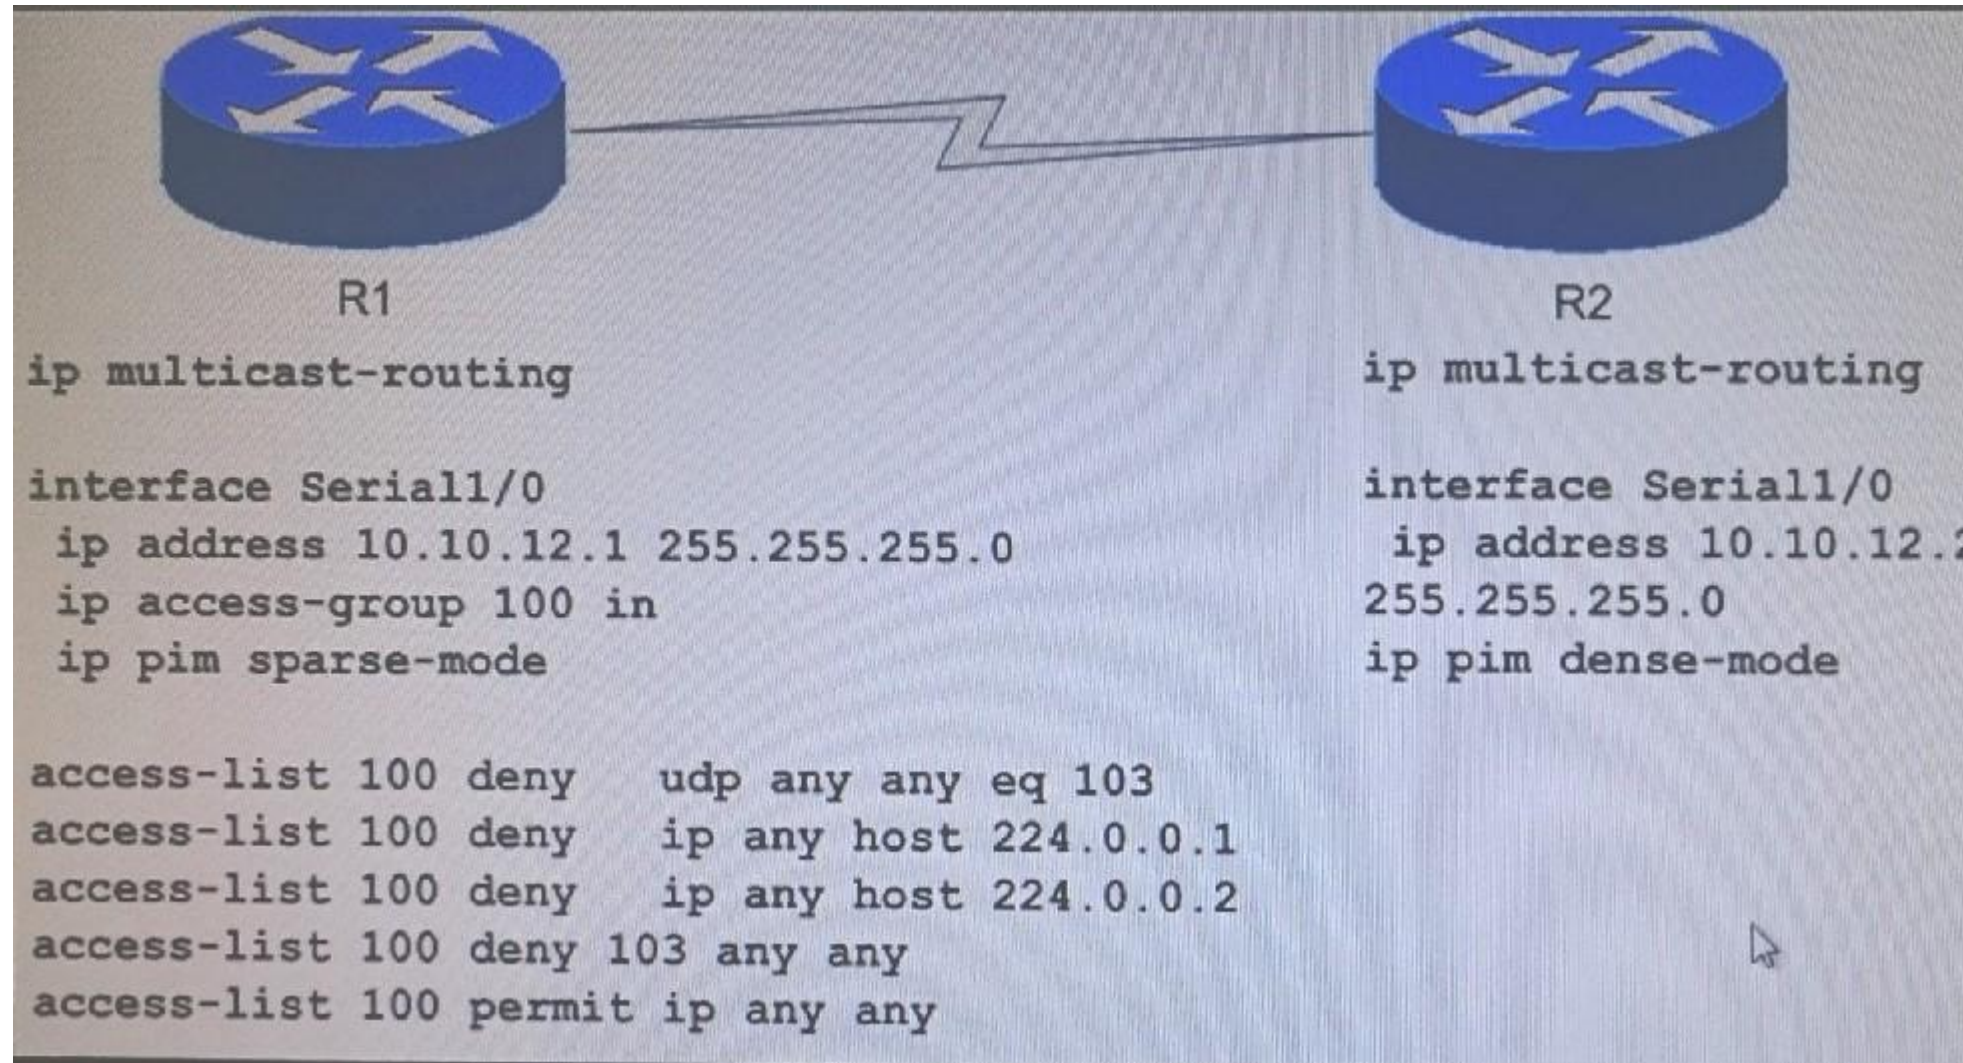 R1
R2
ip multicast-routing
interface Serial1/0
ip address 10.10.12.1 255.255.255.0
ip access-group 100 in
ip pim sparse-mode
access-list 100 deny udp any any eq 103
access-list 100 deny ip any host 224.0.0.1
access-list 100 deny ip any host 224.0.0.2
access-list 100 deny 103 any any
access-list 100 permit ip any any
ip multicast-routing
interface Serial1/0
ip address 10.10.12.2
255.255.255.0
ip pim dense-mode